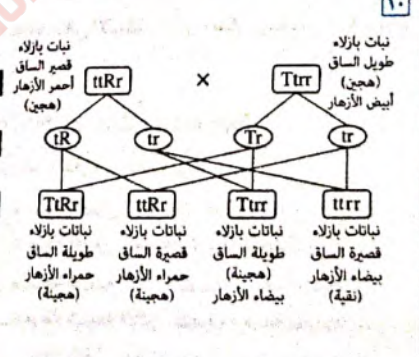 ١٠
نبات بازلاء
طويل الساق
(هجين)
أبيض الأزهار
Ttrr
×
ttRr
نبات بازلاء
قصير الساق
أحمر الأزهار
(هجين)
tR tr Tr tr
TtRr ttRr Ttrr ttrr
نباتات بازلاء
طويلة الساق
حمراء الأزهار
(هجينة)
نباتات بازلاء
قصيرة الساق
حمراء الأزهار
(هجينة)
نباتات بازلاء
طويلة الساق
(هجينة)
بيضاء الأزهار
نباتات بازلاء
قصيرة الساق
بيضاء الأزهار
(نقية)